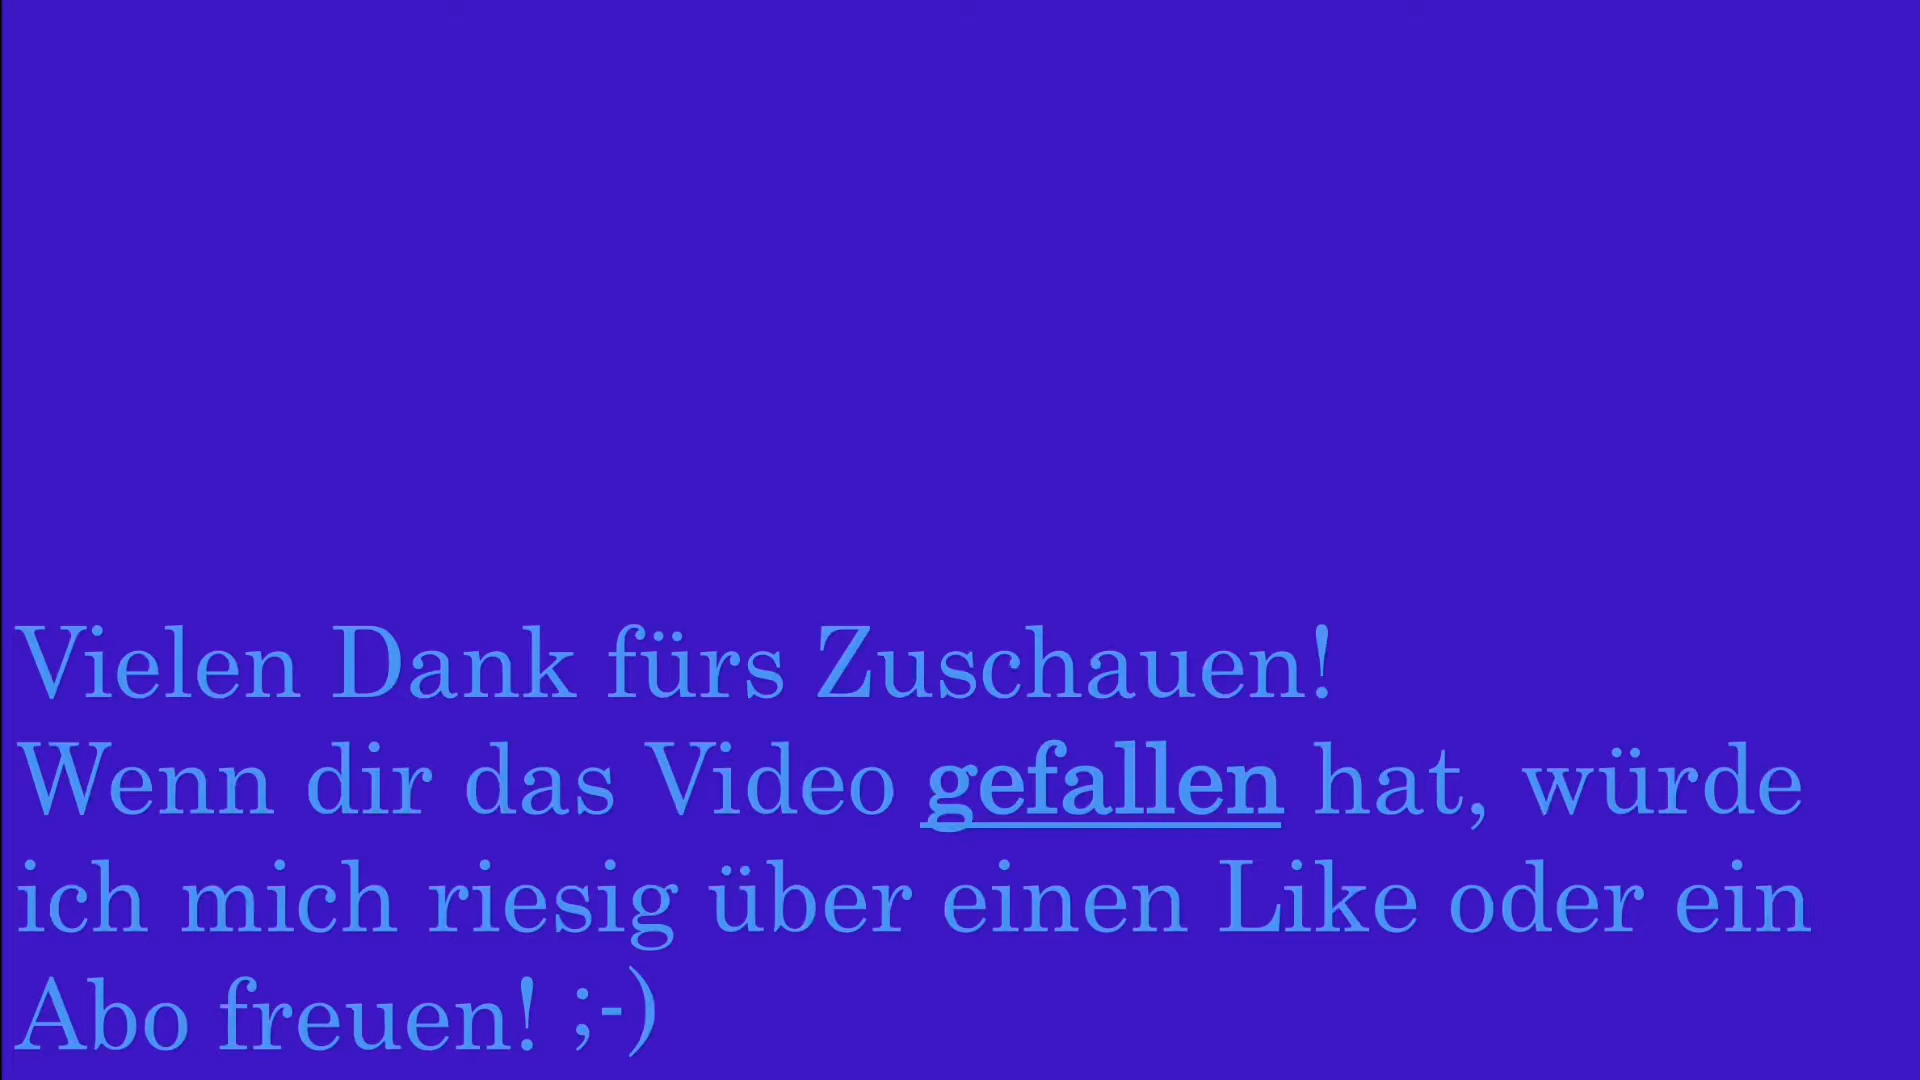 Vielen Dank fürs Zuschauen!
Wenn dir das Video gefallen hat, würde
ich mich riesig über einen Like oder ein
Abo freuen! ;-)